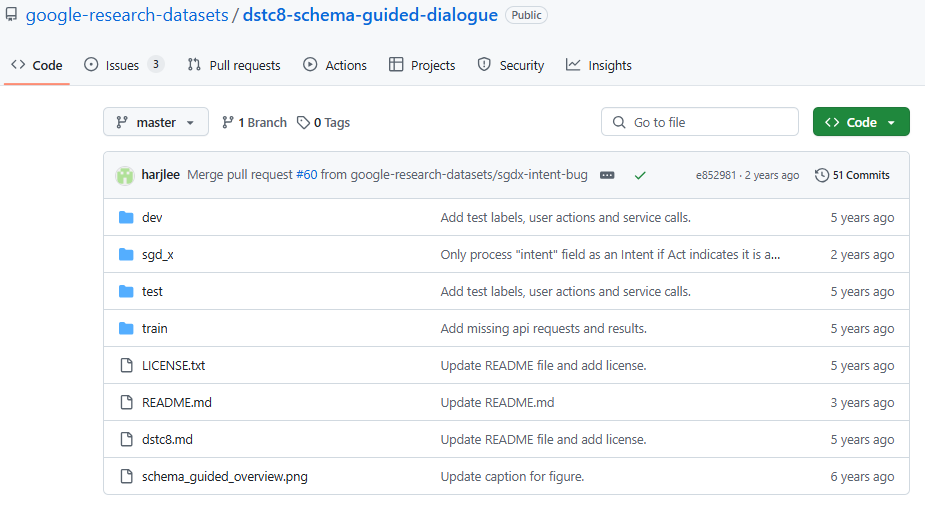 google-research-datasets / dstc8-schema-guided-dialogue Public
<> Code Issues 3 Pull requests Actions Projects Security Insights
master 1 Branch 0 Tags Go to file <> Code
harjlee Merge pull request #60 from google-research-datasets/sgdx-intent-bug ... e852981 · 2 years ago 51 Commits
dev Add test labels, user actions and service calls. 5 years ago
sgd_x Only process "intent" field as an Intent if Act indicates it is a... 2 years ago
test Add test labels, user actions and service calls. 5 years ago
train Add missing api requests and results. 5 years ago
LICENSE.txt Update README file and add license. 5 years ago
README.md Update README.md 3 years ago
dstc8.md Update README file and add license. 5 years ago
schema_guided_overview.png Update caption for figure. 6 years ago